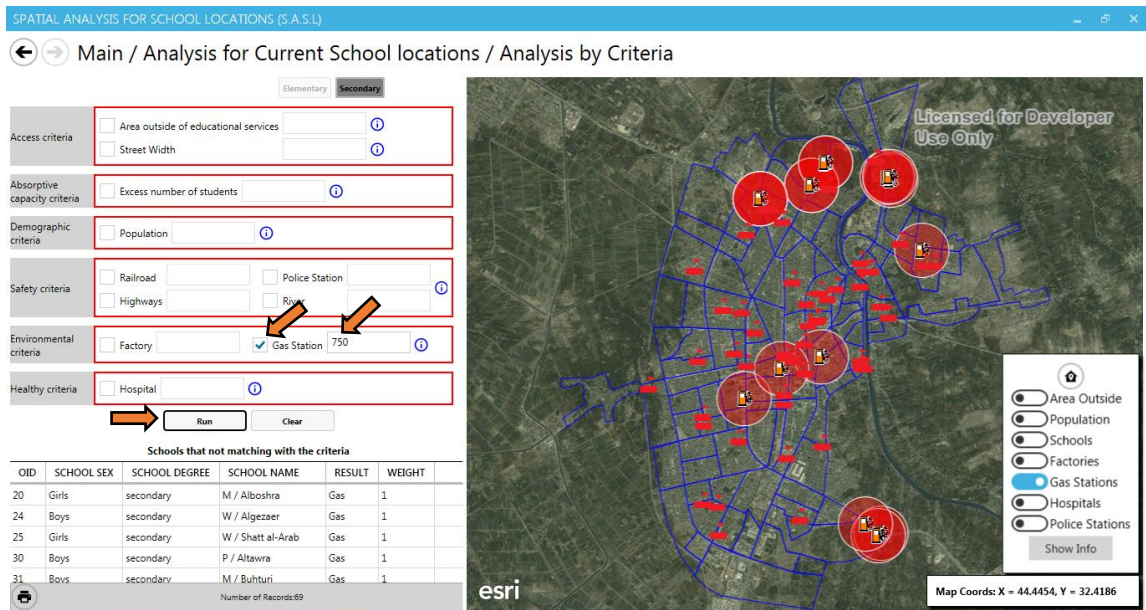 SPATIAL ANALYSIS FOR SCHOOL LOCATIONS (S.A.S.L)
Main / Analysis for Current School locations / Analysis by Criteria
Elementary Secondary
Access criteria
Area outside of educational services
Street Width
Absorptive
capacity criteria
Excess number of students
Demographic
criteria
Population
Safety criteria
Railroad Police Station
Highways River
Environmental
criteria
Factory Gas Station 750
Healthy criteria
Hospital
Run Clear
Schools that not matching with the criteria
OID SCHOOL SEX SCHOOL DEGREE SCHOOL NAME RESULT WEIGHT
20 Girls secondary M / Alboshra Gas 1
24 Boys secondary W / Algezaer Gas 1
25 Girls secondary W / Shatt al-Arab Gas 1
30 Boys secondary P / Altawra Gas 1
31 Boys secondary M / Buhturi Gas 1
Number of Records:69
Licensed for Developer
Use Only
Area Outside
Population
Schools
Factories
Gas Stations
Hospitals
Police Stations
Show Info
esri
Map Coords: X = 44.4454, Y = 32.4186